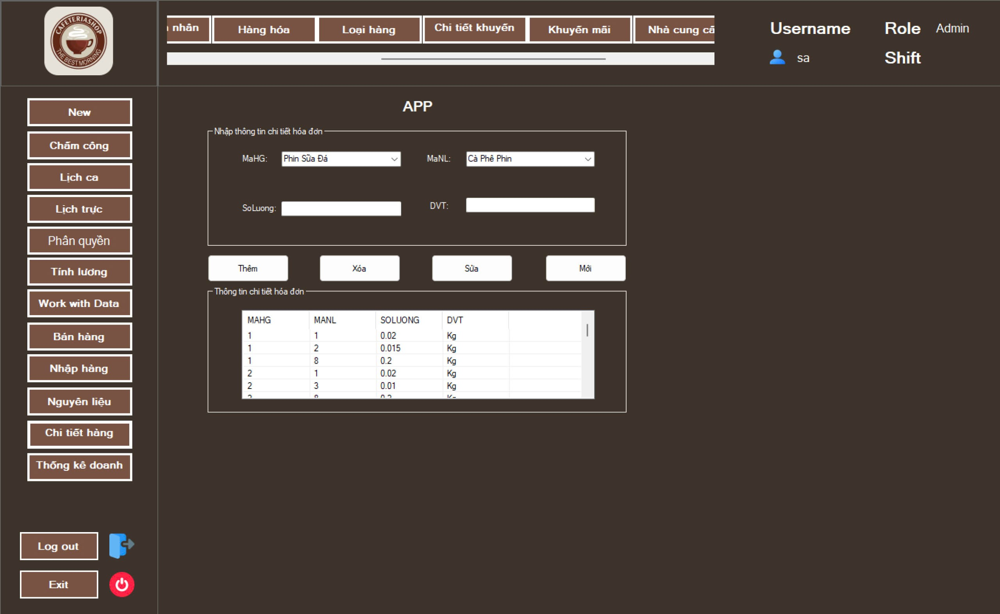 CAFETERIASHOP
THE BEST MORNING
nhân
Hàng hóa
Loại hàng
Chi tiết khuyến
Khuyến mãi
Nhà cung
Username
Role
Admin
sa
Shift
New
Chấm công
Lịch ca
Lịch trực
Phân quyền
Tính lương
Work with Data
Bán hàng
Nhập hàng
Nguyên liệu
Chi tiết hàng
Thống kê doanh
Log out
Exit
APP
Nhập thông tin chi tiết hóa đơn
MaHG: Phin Sữa Đá MaNL: Cà Phê Phin
SoLuong: DVT:
Thêm Xóa Sửa Mới
Thông tin chi tiết hóa đơn
MAHG MANL SOLUONG DVT
1 1 0.02 Kg
1 2 0.015 Kg
1 8 0.2 Kg
2 1 0.02 Kg
2 3 0.01 Kg